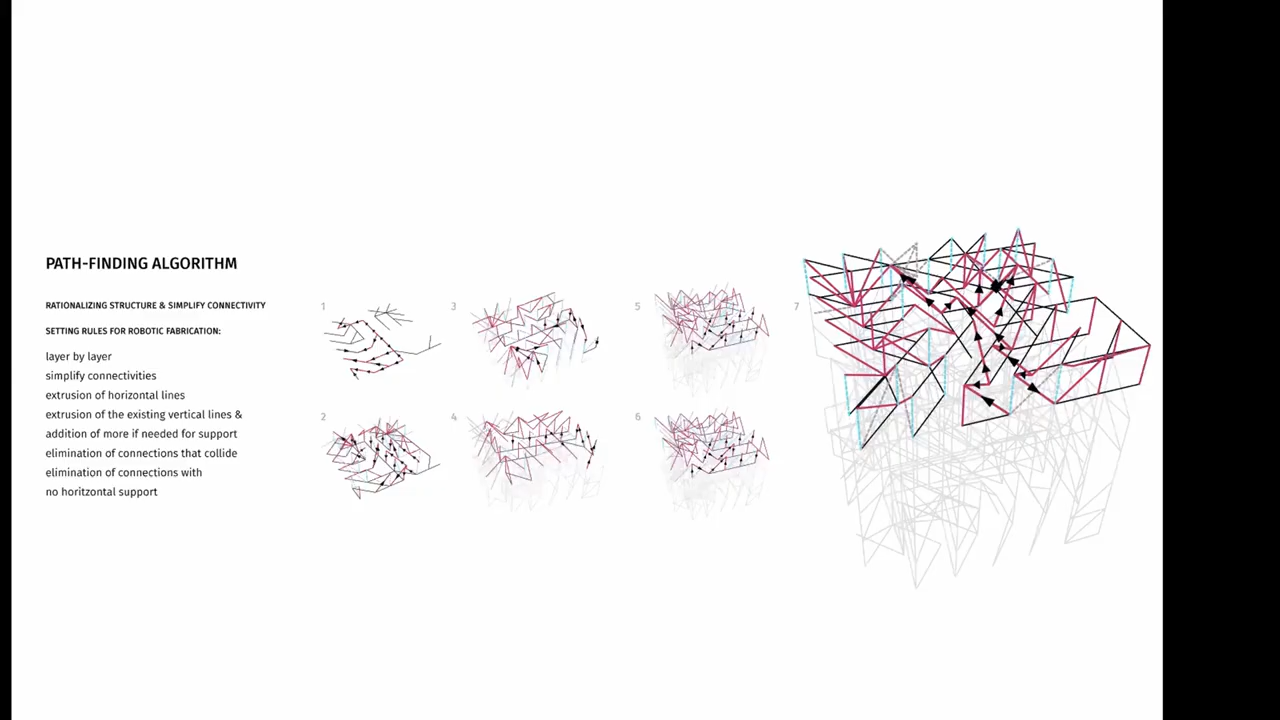 PATH-FINDING ALGORITHM
RATIONALIZING STRUCTURE & SIMPLIFY CONNECTIVITY
SETTING RULES FOR ROBOTIC FABRICATION:
layer by layer
simplify connectivities
extrusion of horizontal lines
extrusion of the existing vertical lines &
addition of more if needed for support
elimination of connections that collide
elimination of connections with
no horitzontal support
1
2
3
4
5
6
7